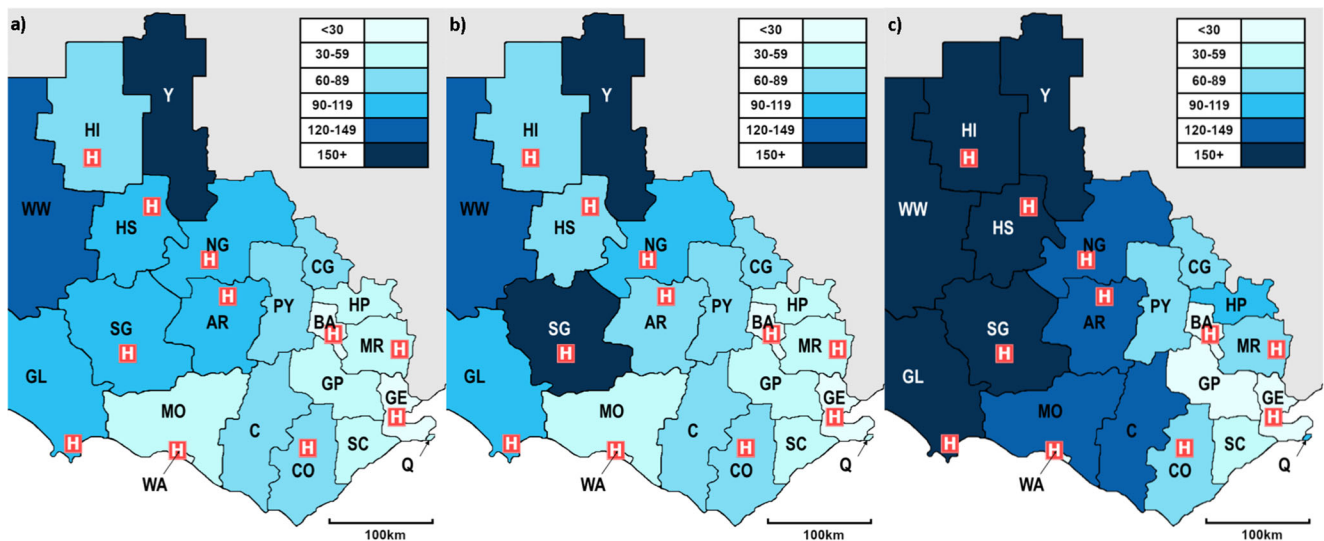 a)
<30
30-59
60-89
90-119
120-149
150+
Y
HI
H
WW
HS
H
NG
H
CG
H
AR
PY
HP
BA
H
SG
H
MR
H
GL
GP
GE
H
MO
H
H
C
H
CO
SC
Q
WA
100km
b)
<30
30-59
60-89
90-119
120-149
150+
Y
HI
H
WW
HS
H
NG
H
CG
H
AR
PY
HP
BA
H
SG
H
MR
H
GL
GP
GE
H
MO
H
H
C
H
CO
SC
Q
WA
100km
c)
<30
30-59
60-89
90-119
120-149
150+
Y
HI
H
WW
HS
H
NG
H
CG
H
AR
PY
HP
BA
H
SG
H
MR
H
GL
GP
GE
H
MO
H
H
C
H
CO
SC
Q
WA
100km